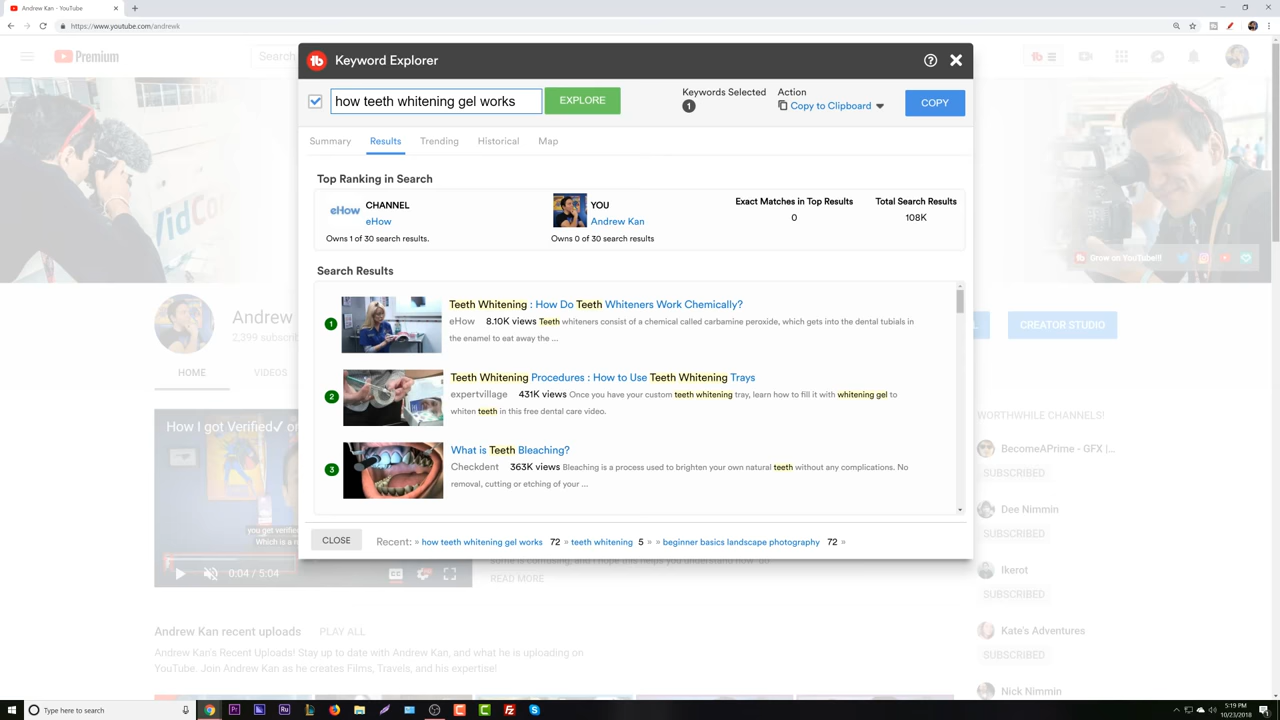 Andrew Kan - YouTube
https://www.youtube.com/andrewk
Premium
Search
Keyword Explorer
how teeth whitening gel works
EXPLORE
Keywords Selected
1
Action
Copy to Clipboard
COPY
Summary
Results
Trending
Historical
Map
Top Ranking in Search
eHow
CHANNEL
eHow
Owns 1 of 30 search results.
YOU
Andrew Kan
Owns 0 of 30 search results
Exact Matches in Top Results
0
Total Search Results
108K
Search Results
1
Teeth Whitening : How Do Teeth Whiteners Work Chemically?
eHow 8.10K views Teeth whiteners consist of a chemical called carbamine peroxide, which gets into the dental tubials in
the enamel to eat away the ...
2
Teeth Whitening Procedures : How to Use Teeth Whitening Trays
expertvillage 431K views Once you have your custom teeth whitening tray, learn how to fill it with whitening gel to
whiten teeth in this free dental care video.
3
What is Teeth Bleaching?
Checkdent 363K views Bleaching is a process used to brighten your own natural teeth without any complications. No
removal, cutting or etching of your ...
CLOSE
Recent: » how teeth whitening gel works 72 » teeth whitening 5 » » beginner basics landscape photography 72 »
Grow on YouTube!!!
Andrew
2,399 subscrib
CREATOR STUDIO
HOME
VIDEOS
How I got Verified✓ or
you get verified
Which is a
0:04 / 5:04
READ MORE
WORTHWHILE CHANNELS!
BecomeAPrime - GFX |...
SUBSCRIBED
Dee Nimmin
SUBSCRIBED
Ikerot
SUBSCRIBED
Kate's Adventures
SUBSCRIBED
Nick Nimmin
Andrew Kan recent uploads
PLAY ALL
Andrew Kan's Recent Uploads! Stay up to date with Andrew Kan, and what he is uploading on
YouTube. Join Andrew Kan as he creates Films, Travels, and his expertise!
Type here to search
5:19 PM
10/23/2018